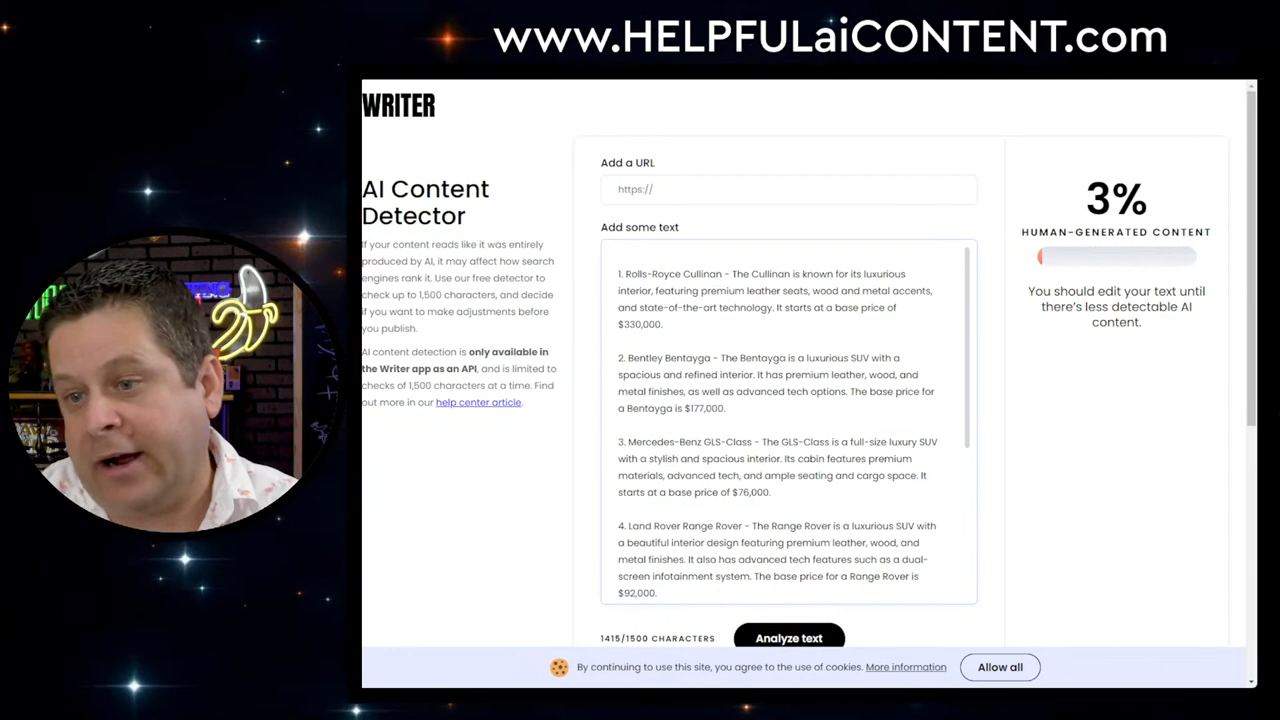 www.HELPFULaiCONTENT.com
WRITER
AI Content
Detector
If your content reads like it was entirely
produced by AI, it may affect how search
engines rank it. Use our free detector to
check up to 1,500 characters, and decide
if you want to make adjustments before
you publish.
AI content detection is only available in
the Writer app as an API, and is limited to
checks of 1,500 characters at a time. Find
out more in our help center article.
Add a URL
https://
Add some text
1. Rolls-Royce Cullinan - The Cullinan is known for its luxurious
interior, featuring premium leather seats, wood and metal accents,
and state-of-the-art technology. It starts at a base price of
$330,000.
2. Bentley Bentayga - The Bentayga is a luxurious SUV with a
spacious and refined interior. It has premium leather, wood, and
metal finishes, as well as advanced tech options. The base price for
a Bentayga is $177,000.
3. Mercedes-Benz GLS-Class - The GLS-Class is a full-size luxury SUV
with a stylish and spacious interior. Its cabin features premium
materials, advanced tech, and ample seating and cargo space. It
starts at a base price of $76,000.
4. Land Rover Range Rover - The Range Rover is a luxurious SUV with
a beautiful interior design featuring premium leather, wood, and
metal finishes. It also has advanced tech features such as a dual-
screen infotainment system. The base price for a Range Rover is
$92,000.
1415/1500 CHARACTERS
Analyze text
3%
HUMAN-GENERATED CONTENT
You should edit your text until
there's less detectable AI
content.
By continuing to use this site, you agree to the use of cookies. More information
Allow all